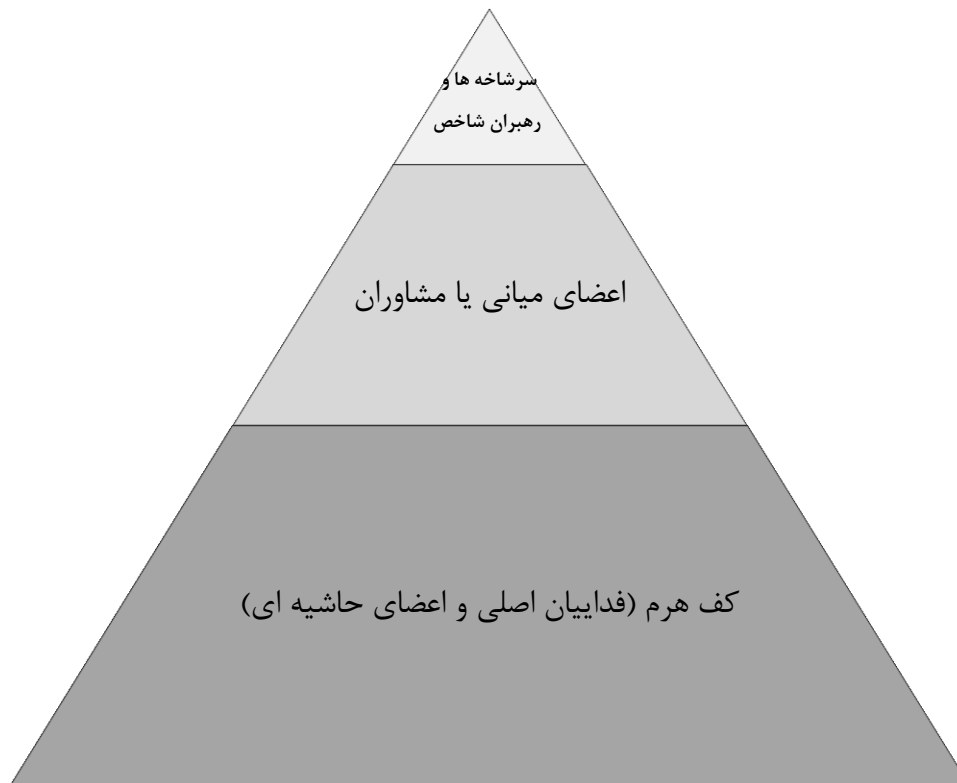 سرشاخه ها و
رهبران شاخص
اعضای میانی یا مشاوران
کف هرم (فداییان اصلی و اعضای حاشیه ای)